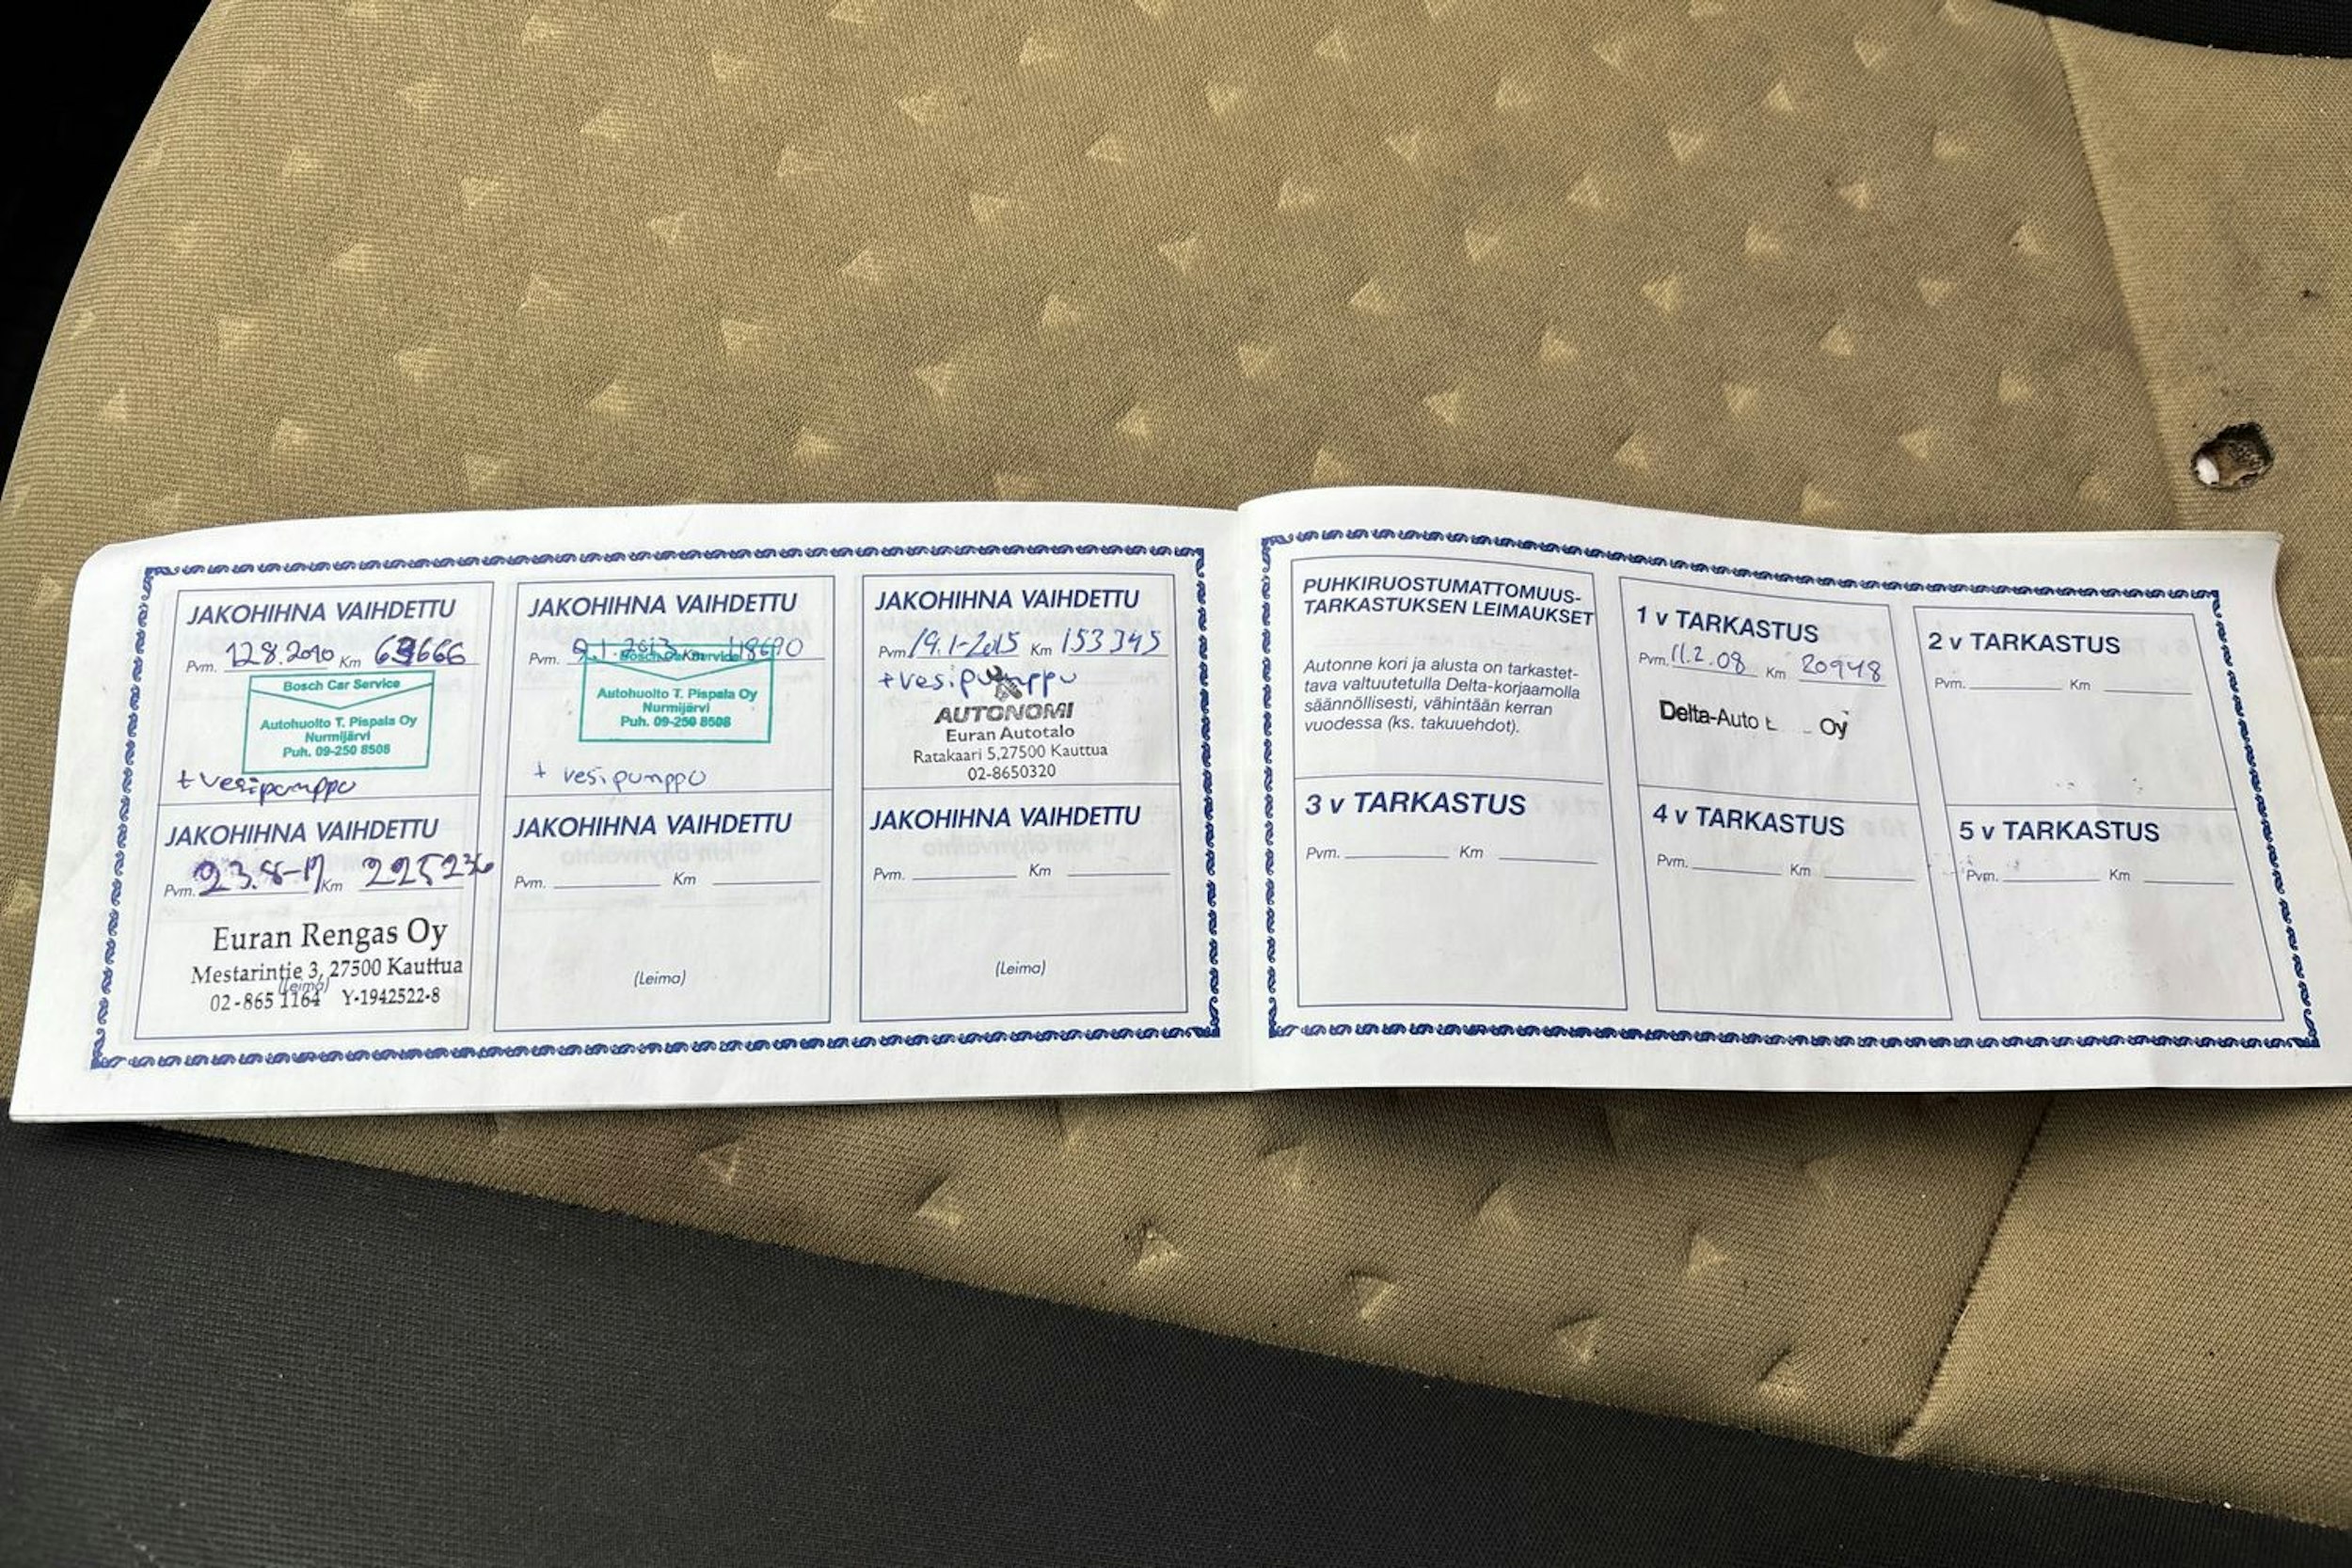 JAKOHIHNA VAIHDETTU
Pvm. 12.8.2010 Km 69666
Bosch Car Service
Autohuolto T. Pispala Oy
Nurmijärvi
Puh. 09-250 8508
+ vesipumppu
JAKOHIHNA VAIHDETTU
Pvm. 9.1.2013 Km 118690
Bosch Car Service
Autohuolto T. Pispala Oy
Nurmijärvi
Puh. 09-250 8508
+ vesipumppu
JAKOHIHNA VAIHDETTU
Pvm. 19.1-2015 Km 153345
+vesipumppu
AUTONOMI
Euran Autotalo
Ratakaari 5,27500 Kauttua
02-8650320
JAKOHIHNA VAIHDETTU
Pvm. 23.8-17 Km 225236
Euran Rengas Oy
Mestarintie 3, 27500 Kauttua
(Leima)
02-865 1164 Y-1942522-8
JAKOHIHNA VAIHDETTU
Pvm. Km
(Leima)
JAKOHIHNA VAIHDETTU
Pvm. Km
(Leima)
PUHKIRUOSTUMATTOMUUS-
TARKASTUKSEN LEIMAUKSET
Autonne kori ja alusta on tarkastet-
tava valtuutetulla Delta-korjaamolla
säännöllisesti, vähintään kerran
vuodessa (ks. takuuehdot).
1 v TARKASTUS
Pvm. 11.2.08 Km 20948
Delta-Auto Oy
2 v TARKASTUS
Pvm. Km
3 v TARKASTUS
Pvm. Km
4 v TARKASTUS
Pvm. Km
5 v TARKASTUS
Pvm. Km